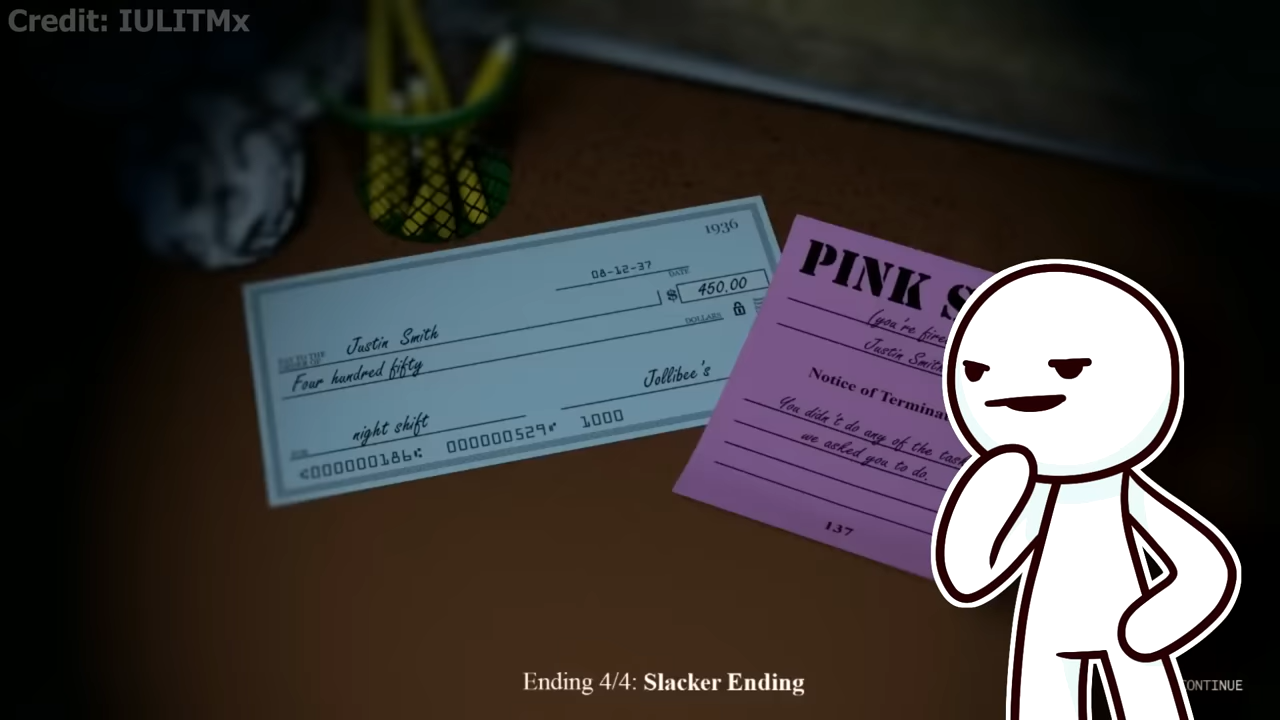 Credit: IULITMx
1936
08-12-37
DATE
$ 450.00
Justin Smith
Four hundred fifty
DOLLARS
night shift
Jollibee's
000000186 000000529 1000
PINK
(you're fire
Justin Smith
Notice of Terminat
You didn't do any of the task
we asked you to do.
137
Ending 4/4: Slacker Ending
CONTINUE